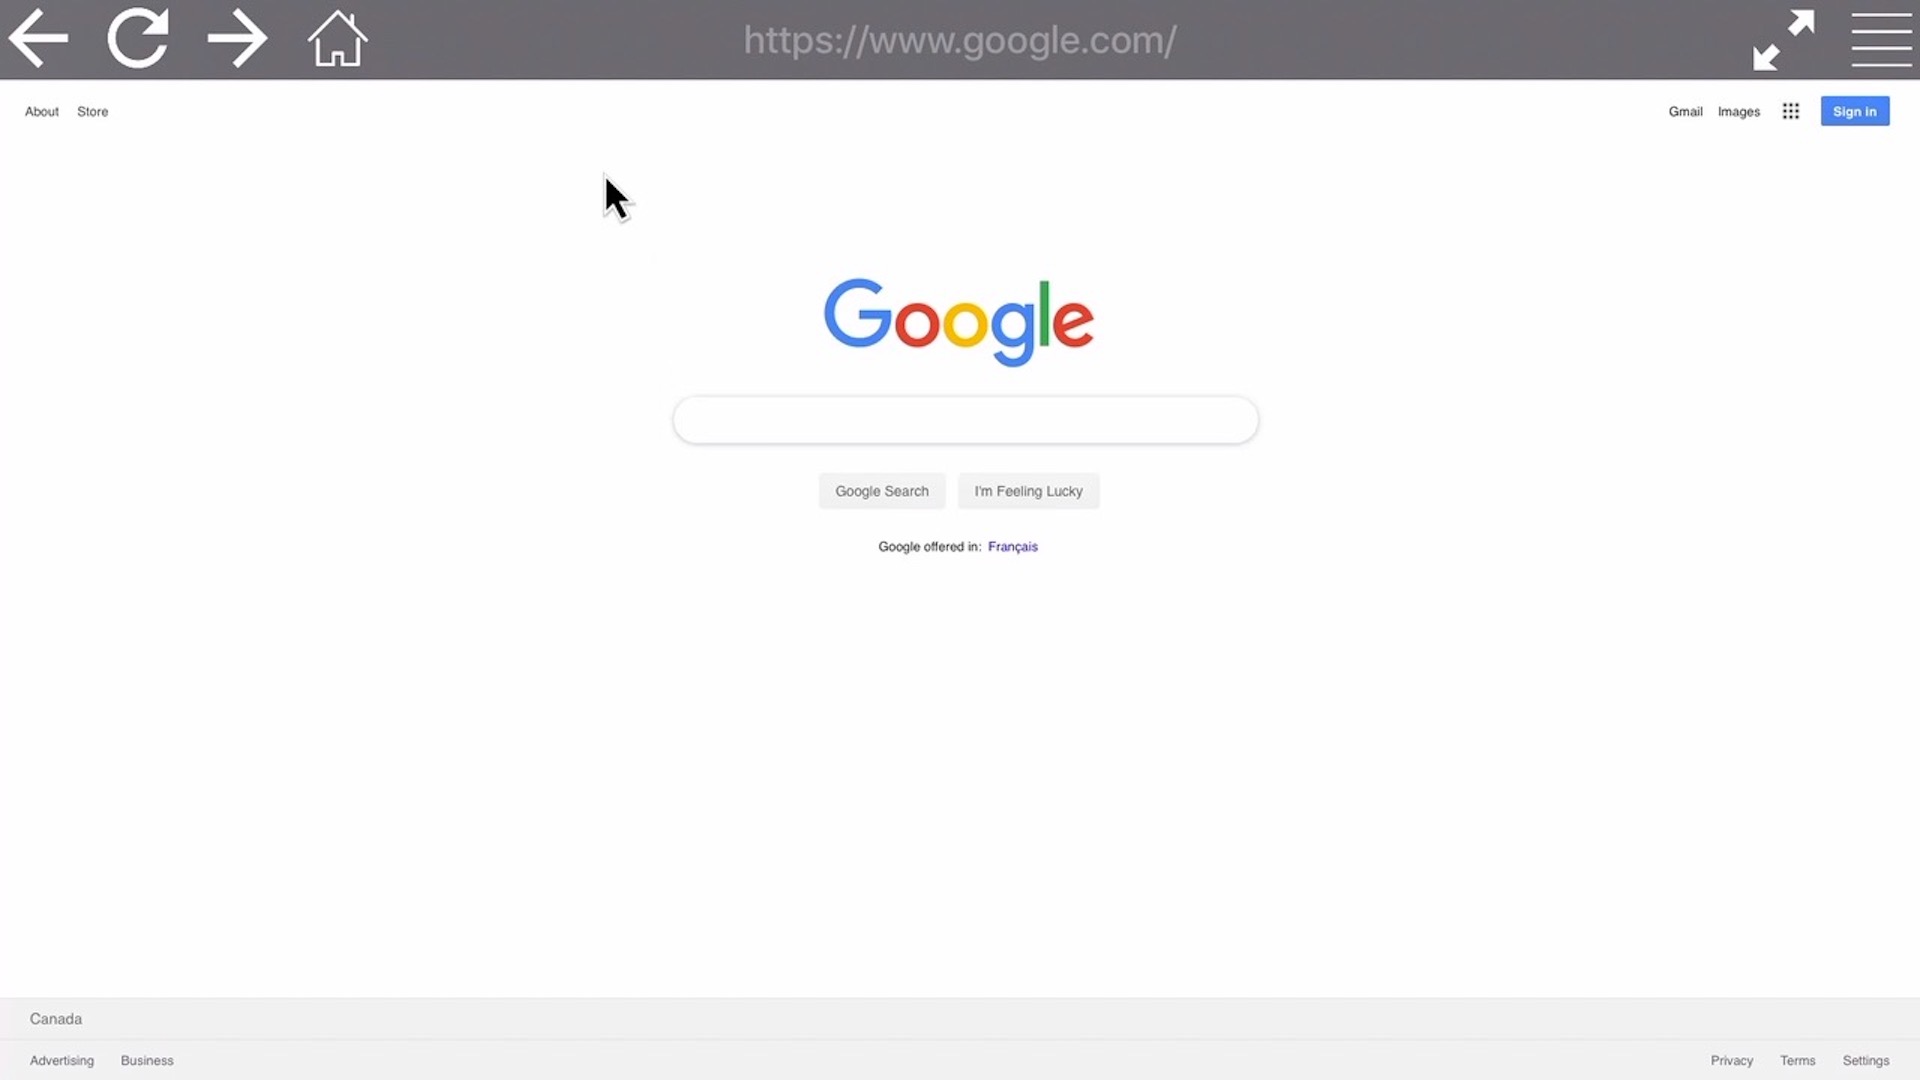 https://www.google.com/
About Store Gmail Images Sign in
Google
Google Search I'm Feeling Lucky
Google offered in: Français
Canada
Advertising Business Privacy Terms Settings